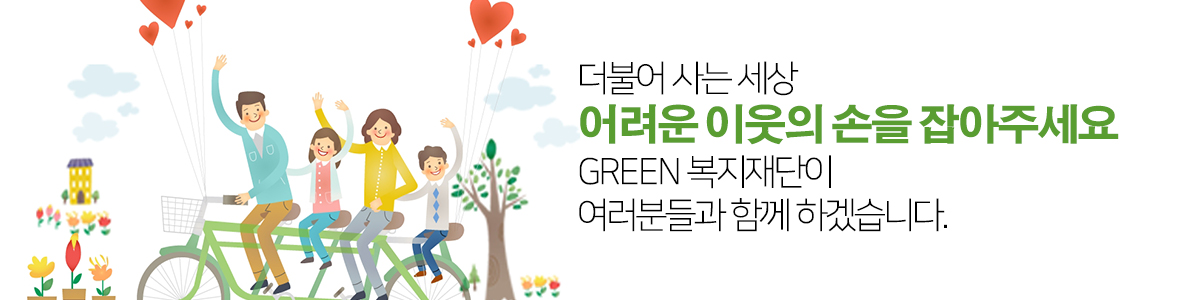 더불어 사는 세상
어려운 이웃의 손을 잡아주세요
GREEN 복지재단이
여러분들과 함께 하겠습니다.